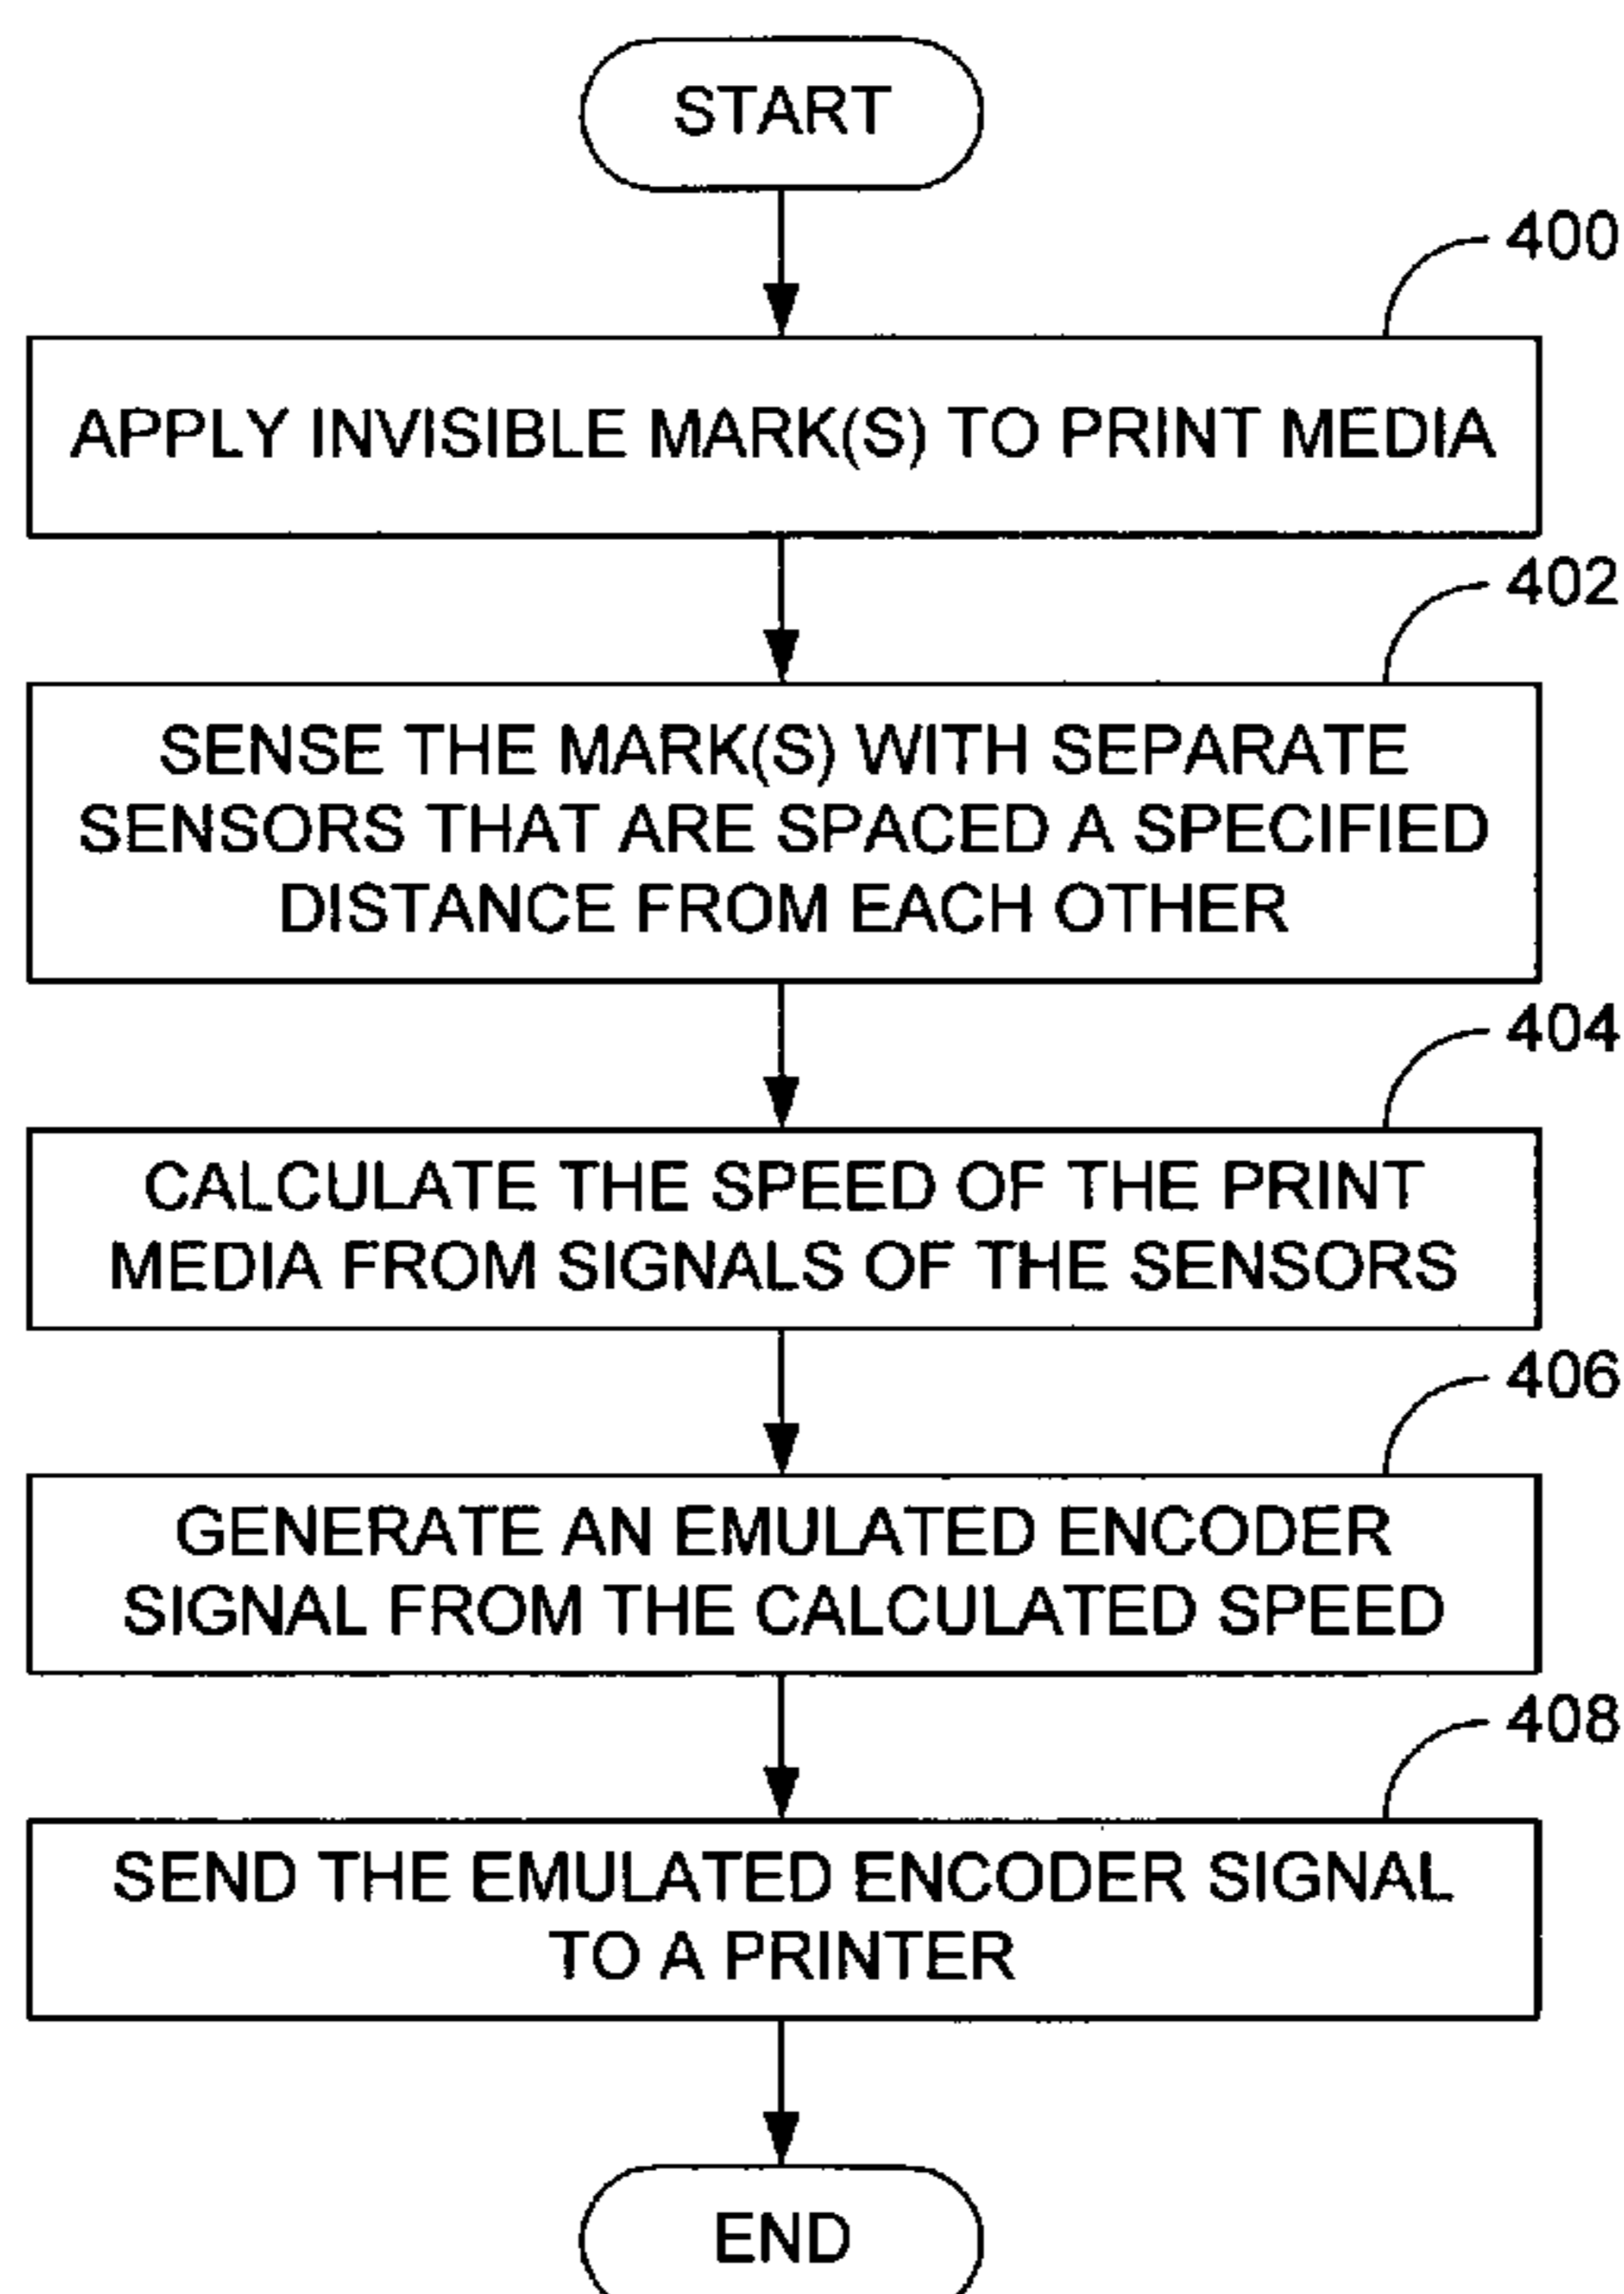 START
400
APPLY INVISIBLE MARK(S) TO PRINT MEDIA
402
SENSE THE MARK(S) WITH SEPARATE
SENSORS THAT ARE SPACED A SPECIFIED
DISTANCE FROM EACH OTHER
404
CALCULATE THE SPEED OF THE PRINT
MEDIA FROM SIGNALS OF THE SENSORS
406
GENERATE AN EMULATED ENCODER
SIGNAL FROM THE CALCULATED SPEED
408
SEND THE EMULATED ENCODER SIGNAL
TO A PRINTER
END